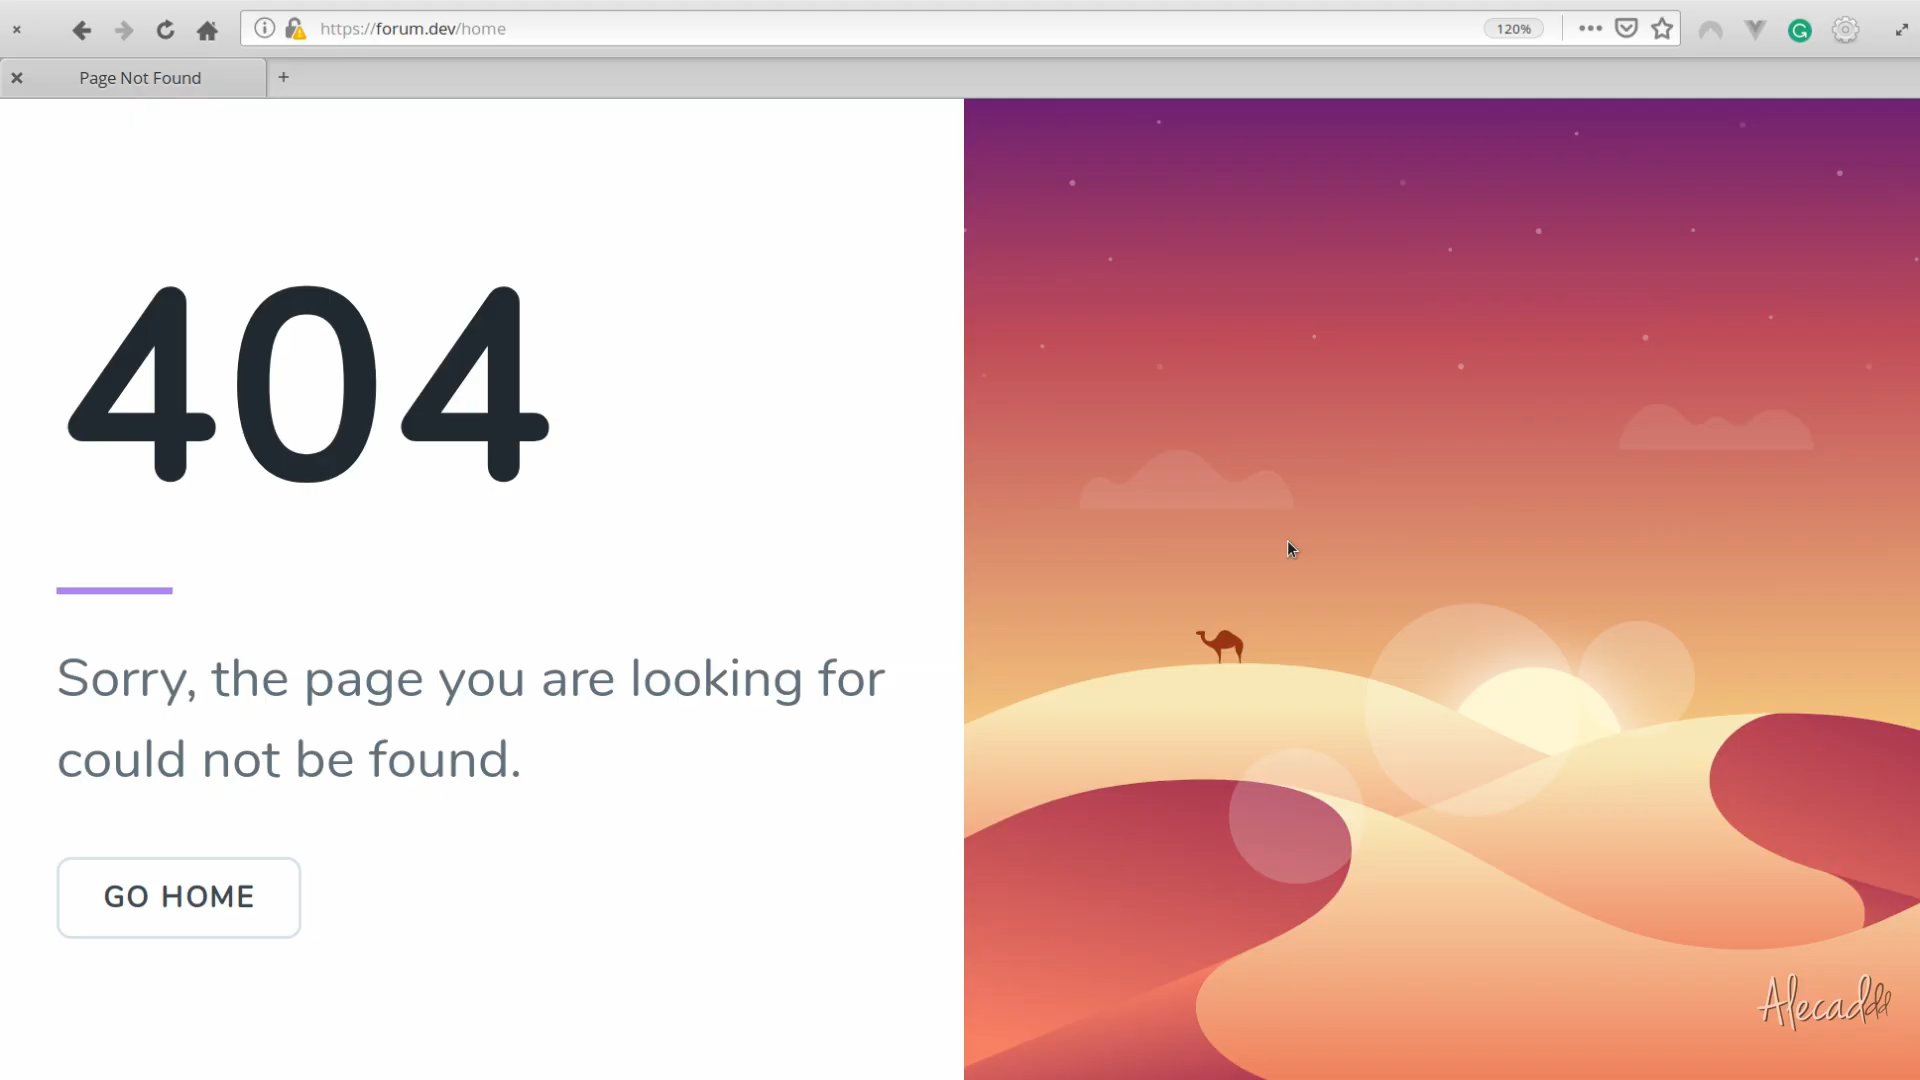 https://forum.dev/home
120%
Page Not Found
404
Sorry, the page you are looking for
could not be found.
GO HOME
Alecaddd